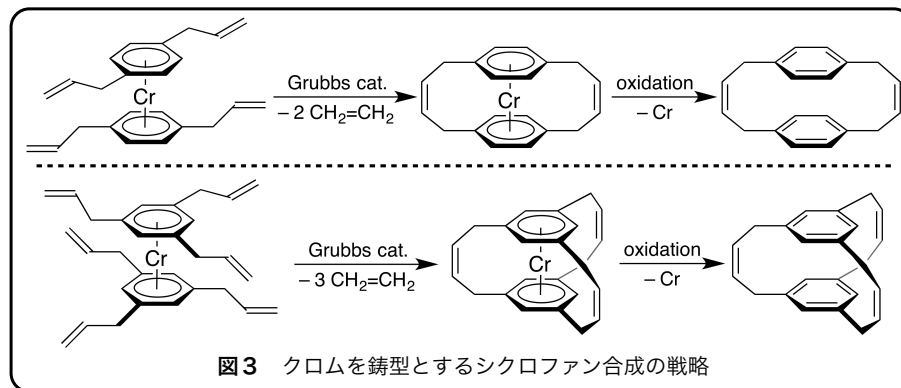 Cr
Grubbs cat.
– 2 CH₂=CH₂
Cr
oxidation
– Cr
Cr
Grubbs cat.
– 3 CH₂=CH₂
Cr
oxidation
– Cr
図3 クロムを鋳型とするシクロファン合成の戦略